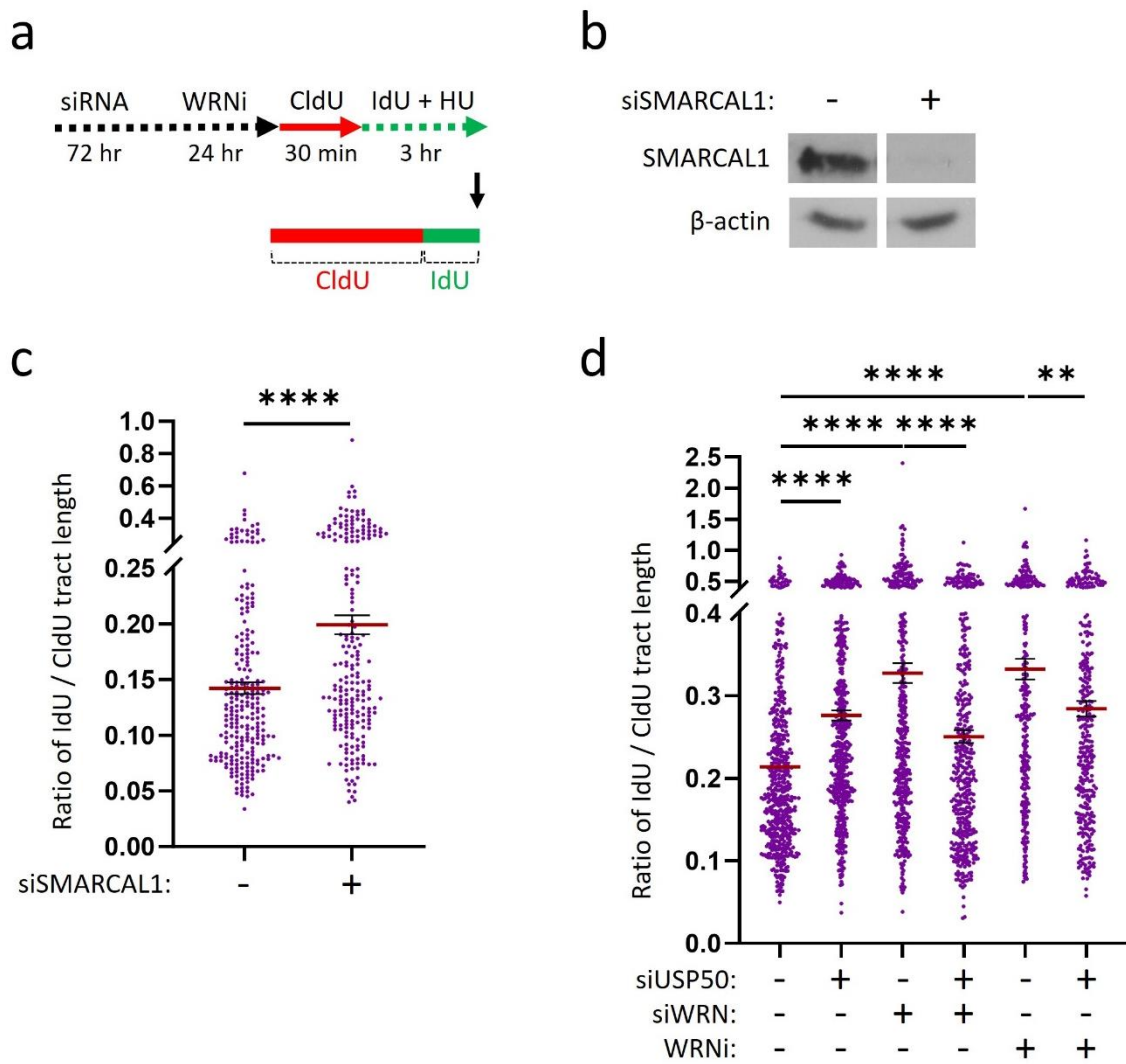 a
siRNA WRNi CldU IdU + HU
72 hr 24 hr 30 min 3 hr
CldU IdU
b
siSMARCAL1: - +
SMARCAL1
β-actin
c
****
Ratio of IdU / CldU tract length
1.0
0.8
0.6
0.4
0.25
0.20
0.15
0.10
0.05
0.00
siSMARCAL1: - +
d
**** **
**** ****
****
Ratio of IdU / CldU tract length
2.5
2.0
1.5
1.0
0.5
0.4
0.3
0.2
0.1
0.0
siUSP50: - + - + - +
siWRN: - - + + - -
WRNi: - - - - + +